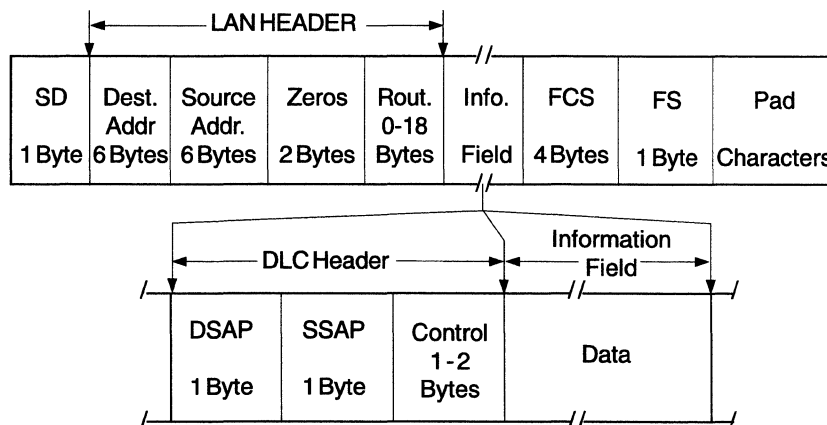 LAN HEADER
SD
1 Byte
Dest.
Addr
6 Bytes
Source
Addr.
6 Bytes
Zeros
2 Bytes
Rout.
0-18
Bytes
Info.
Field
FCS
4 Bytes
FS
1 Byte
Pad
Characters
DLC Header
Information
Field
DSAP
1 Byte
SSAP
1 Byte
Control
1-2
Bytes
Data